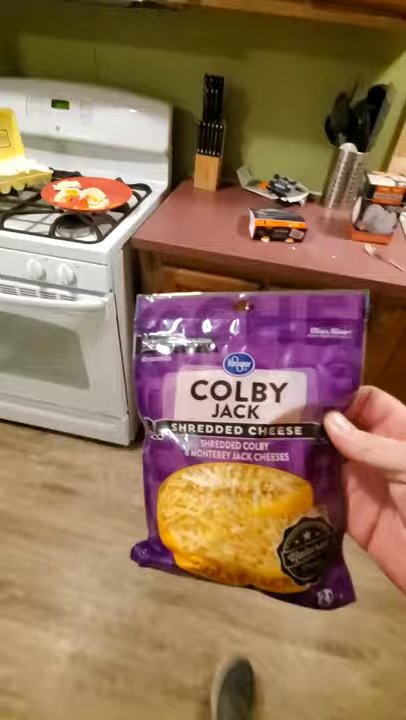 Kroger
COLBY
JACK
SHREDDED CHEESE
SHREDDED COLBY
& MONTEREY JACK CHEESES